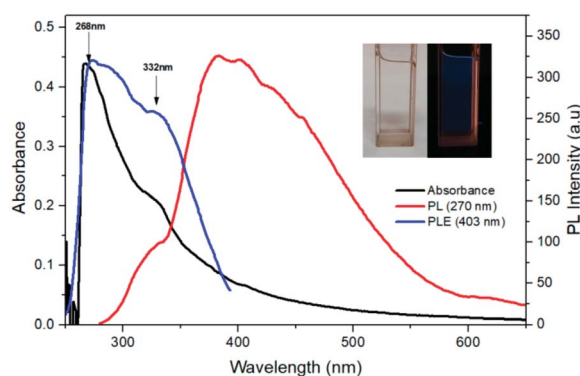 268nm
332nm
Absorbance
0.5
0.4
0.3
0.2
0.1
0.0
PL Intensity (a.u)
375
350
300
250
200
150
100
50
0
Absorbance
PL (270 nm)
PLE (403 nm)
300
400
500
600
Wavelength (nm)